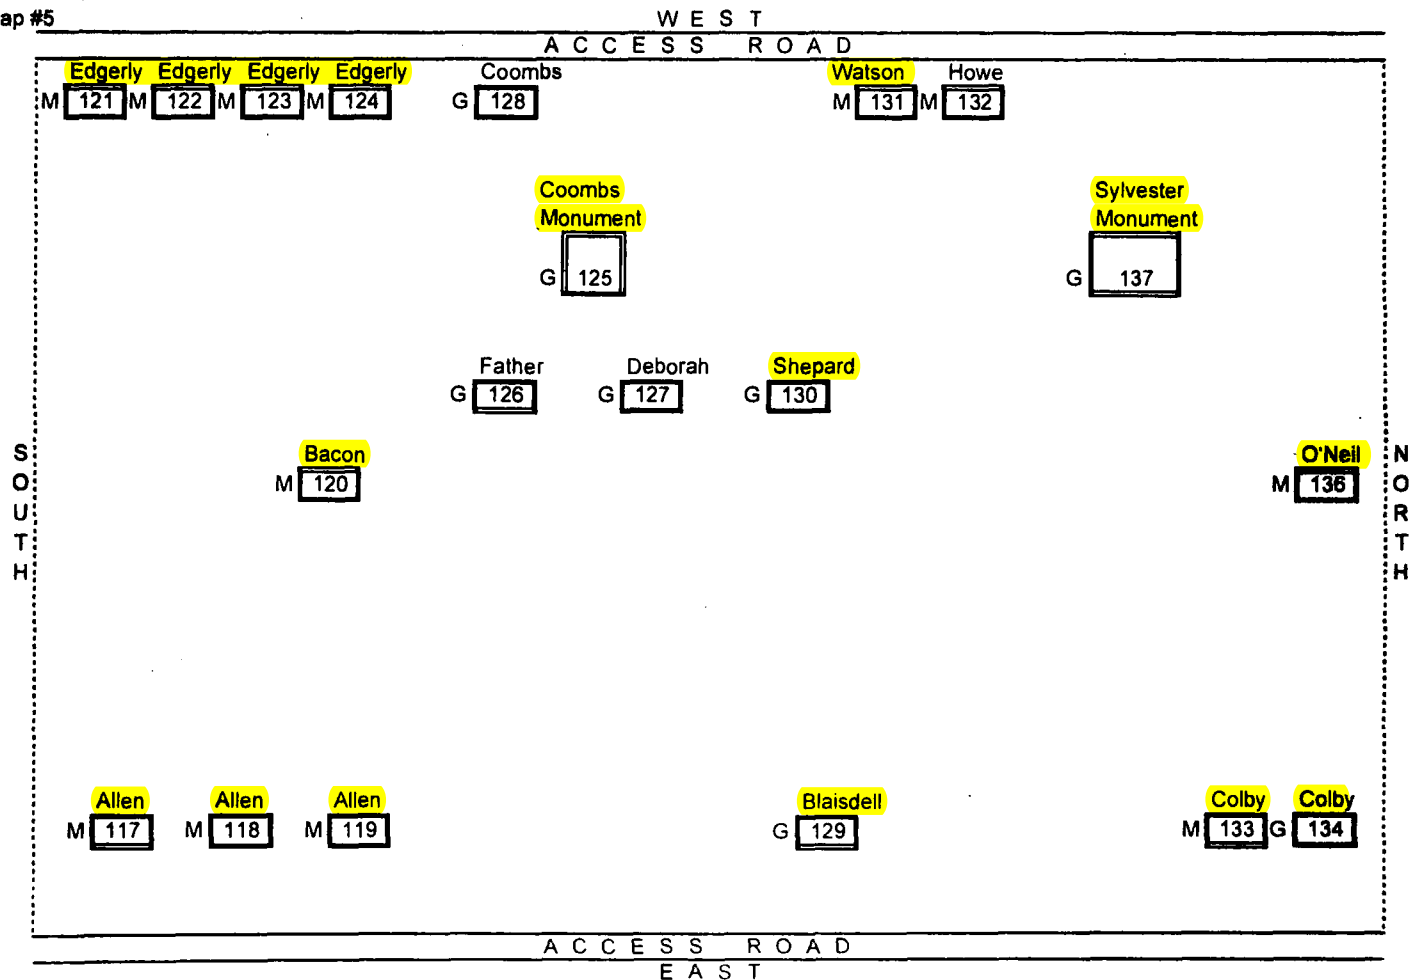 ap #5
WEST
ACCESS ROAD
Edgerly Edgerly Edgerly Edgerly Coombs Watson Howe
M 121 M 122 M 123 M 124 G 128 M 131 M 132
Coombs Sylvester
Monument Monument
G 125 G 137
Father Deborah Shepard
G 126 G 127 G 130
SOUTH
Bacon O'Neil
M 120 M 136
NORTH
Allen Allen Allen Blaisdell Colby Colby
M 117 M 118 M 119 G 129 M 133 G 134
ACCESS ROAD
EAST